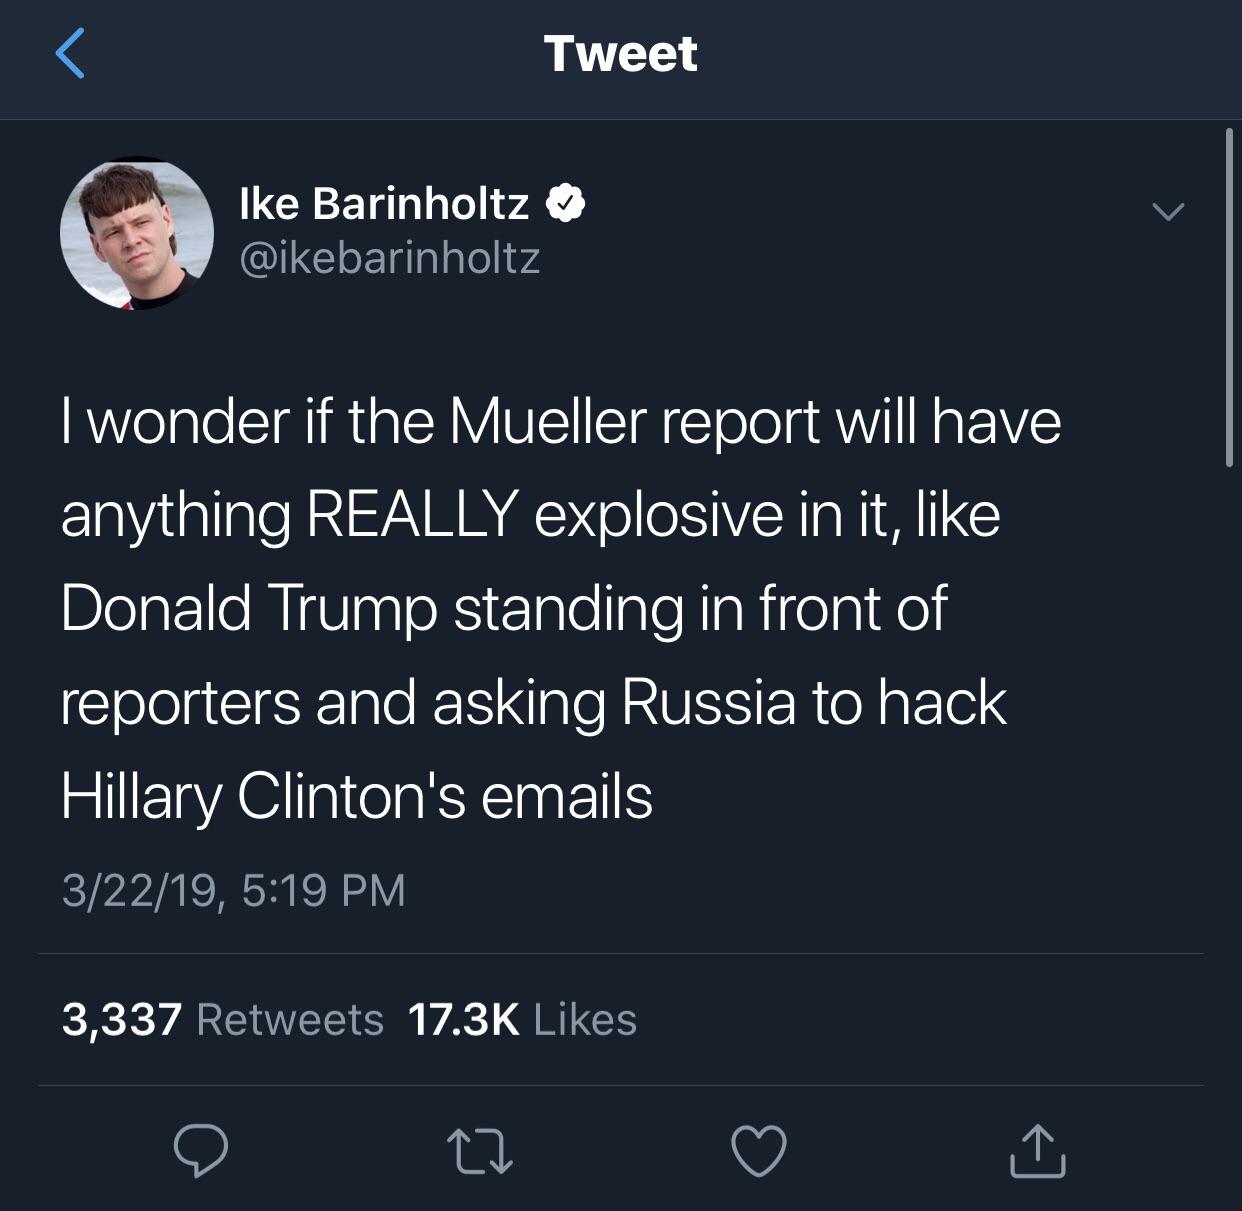 Tweet
Ike Barinholtz
@ikebarinholtz
I wonder if the Mueller report will have
anything REALLY explosive in it, like
Donald Trump standing in front of
reporters and asking Russia to hack
Hillary Clinton's emails
3/22/19, 5:19 PM
3,337 Retweets 17.3K Likes